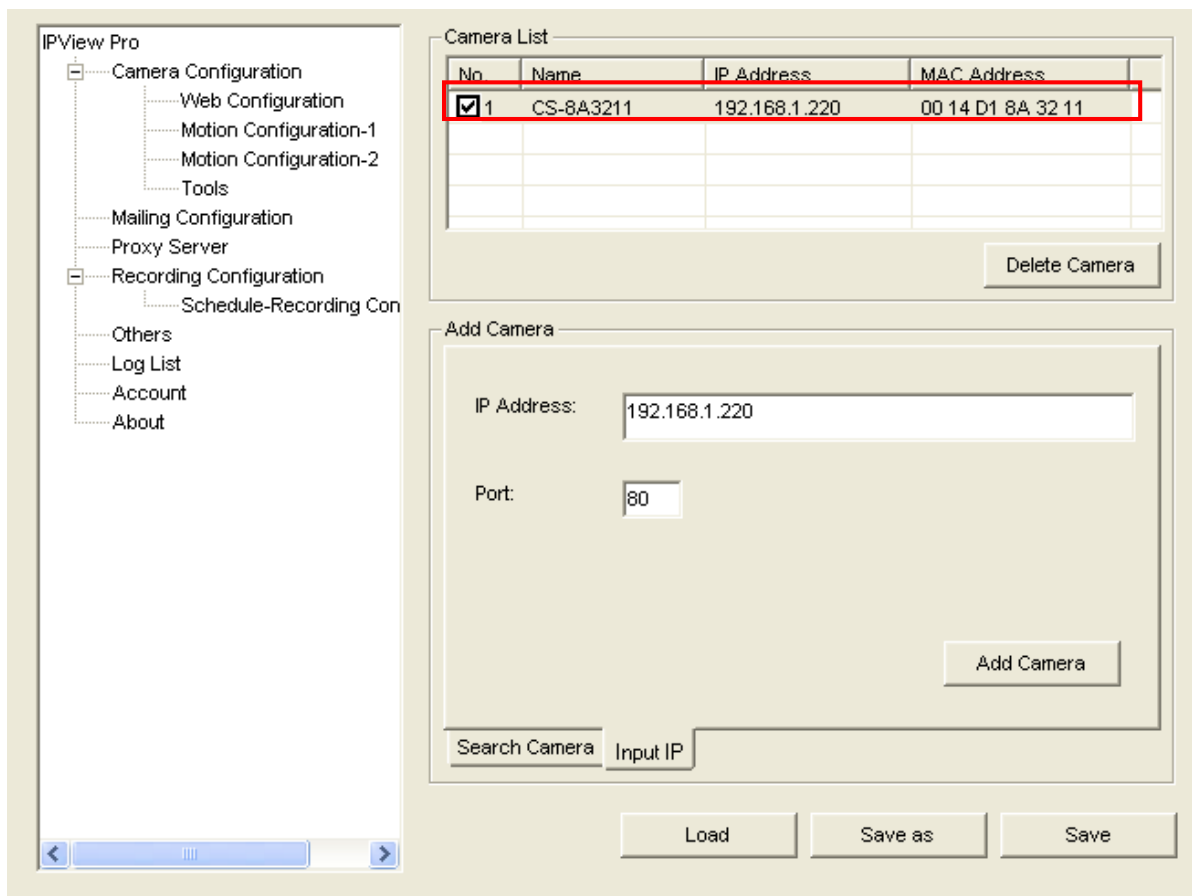 IPView Pro
Camera Configuration
Web Configuration
Motion Configuration-1
Motion Configuration-2
Tools
Mailing Configuration
Proxy Server
Recording Configuration
Schedule-Recording Con
Others
Log List
Account
About
Camera List
No. Name IP Address MAC Address
1 CS-8A3211 192.168.1.220 00 14 D1 8A 32 11
Delete Camera
Add Camera
IP Address: 192.168.1.220
Port: 80
Add Camera
Search Camera Input IP
Load Save as Save